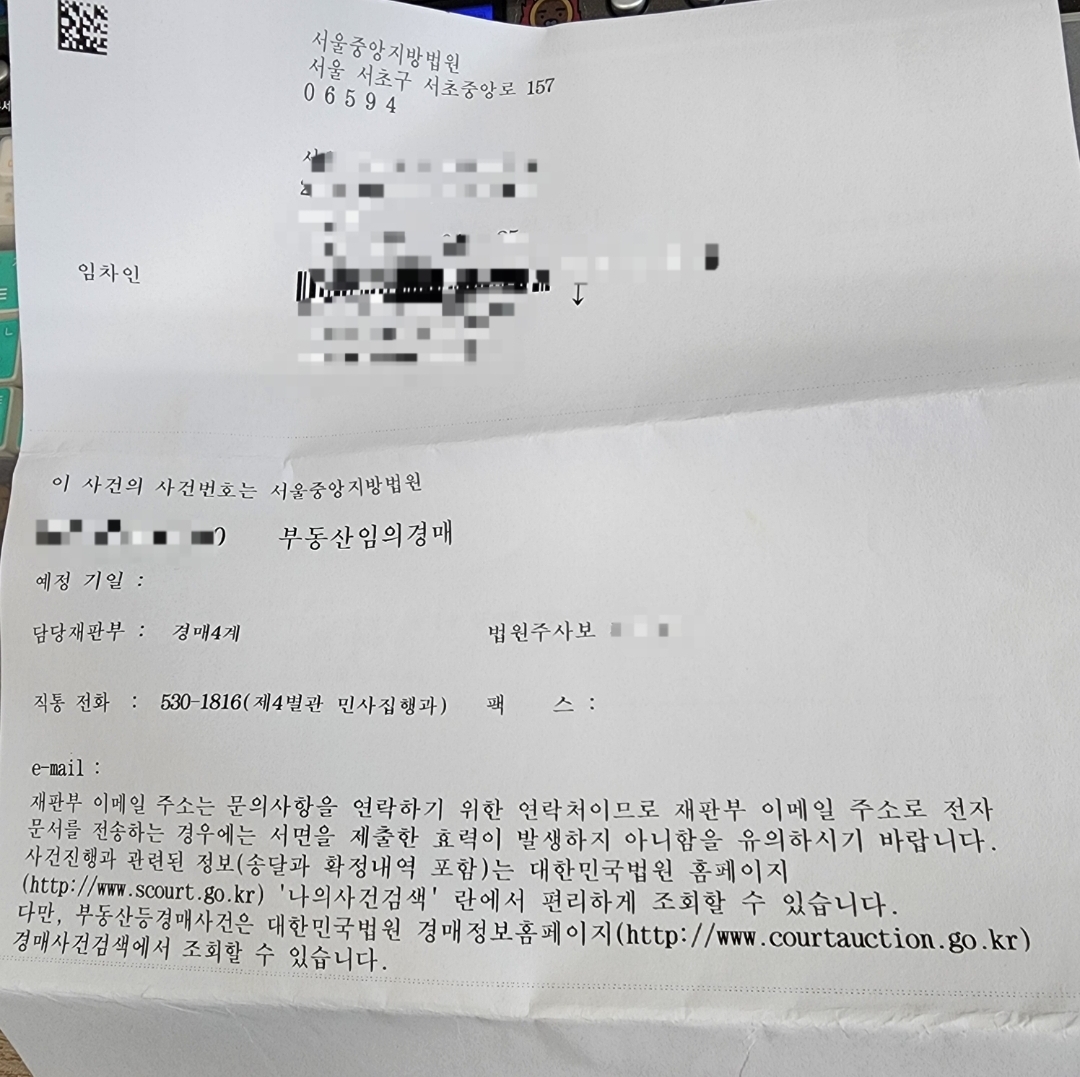 서울중앙지방법원
서울 서초구 서초중앙로 157
0 6 5 9 4
임차인
↓
이 사건의 사건번호는 서울중앙지방법원
부동산임의경매
예정 기일 :
담당재판부 : 경매4계 법원주사보
직통 전화 : 530-1816(제4별관 민사집행과) 팩 스 :
e-mail :
재판부 이메일 주소는 문의사항을 연락하기 위한 연락처이므로 재판부 이메일 주소로 전자
문서를 전송하는 경우에는 서면을 제출한 효력이 발생하지 아니함을 유의하시기 바랍니다.
사건진행과 관련된 정보(송달과 확정내역 포함)는 대한민국법원 홈페이지
(http://www.scourt.go.kr) '나의사건검색' 란에서 편리하게 조회할 수 있습니다.
다만, 부동산등경매사건은 대한민국법원 경매정보홈페이지(http://www.courtauction.go.kr)
경매사건검색에서 조회할 수 있습니다.